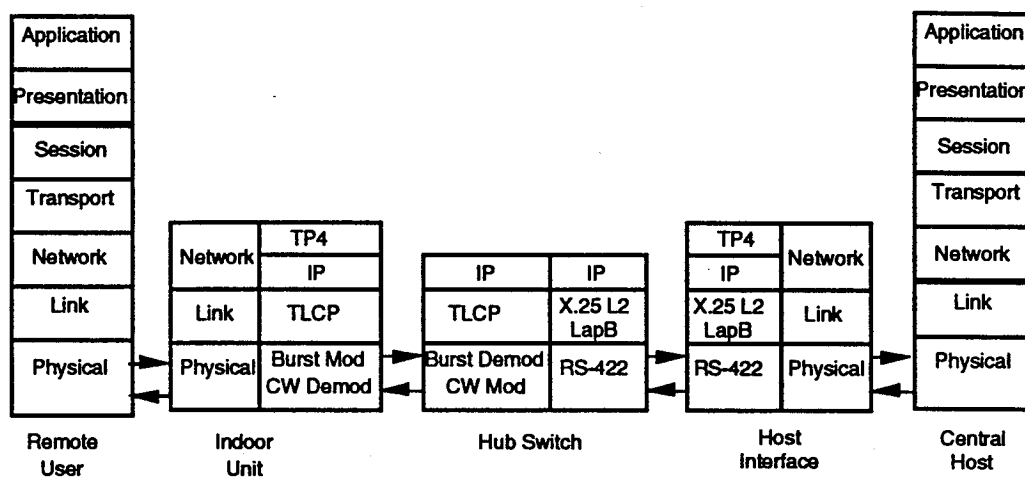 Application
Presentation
Session
Transport
Network
Link
Physical
Remote
User
Network
TP4
IP
Link
TLCP
Physical
Burst Mod
CW Demod
Indoor
Unit
IP
IP
TLCP
X.25 L2
LapB
Burst Demod
CW Mod
RS-422
Hub Switch
TP4
IP
Network
X.25 L2
LapB
Link
RS-422
Physical
Host
Interface
Application
Presentation
Session
Transport
Network
Link
Physical
Central
Host